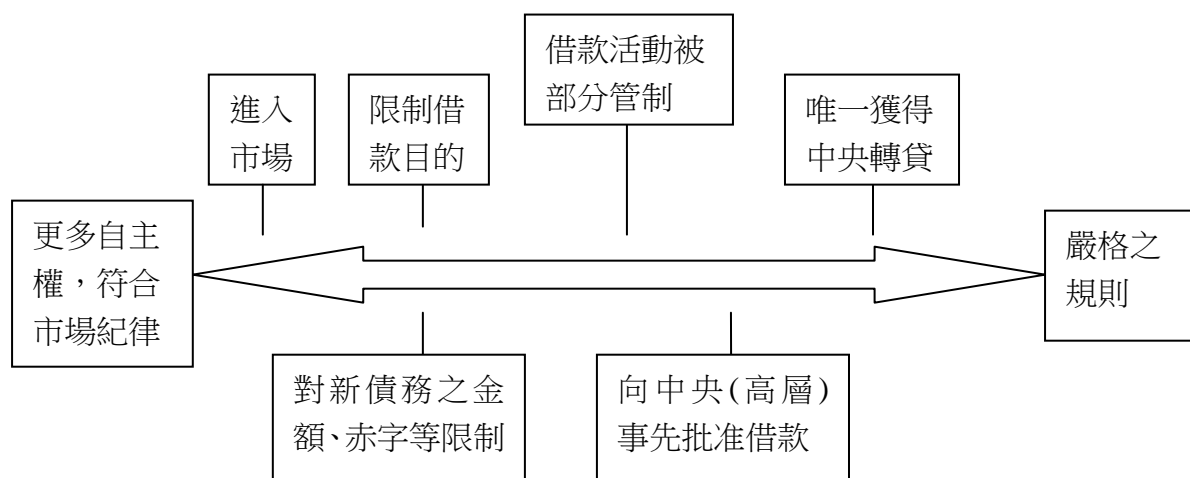 借款活動被
部分管制
進入
市場
限制借
款目的
唯一獲得
中央轉貸
更多自主
權，符合
市場紀律
嚴格之
規則
對新債務之金
額、赤字等限制
向中央(高層)
事先批准借款